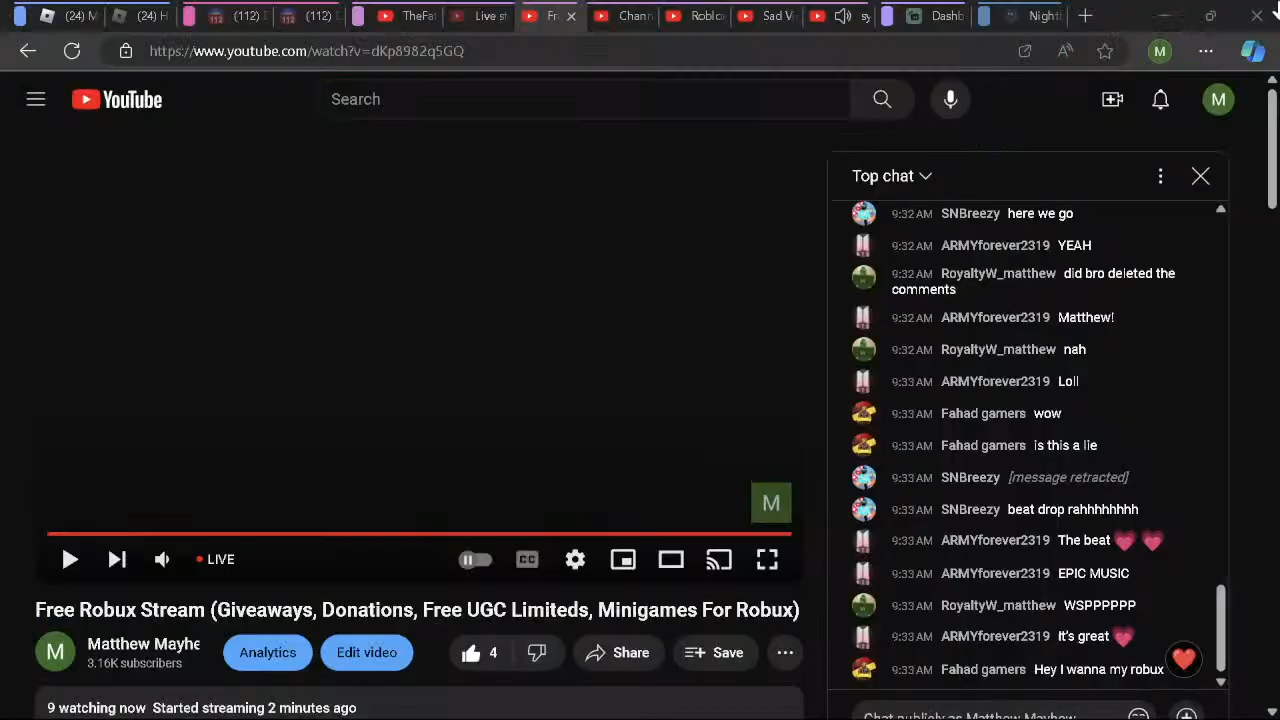 (24) M
(24) H
(112)
(112)
TheFa
Live st
Fr
Chann
Roblo
Sad Vi
sy
Dashb
Night
https://www.youtube.com/watch?v=dKp8982q5GQ
M
YouTube
Search
M
Top chat
9:32 AM SNBreezy here we go
9:32 AM ARMYforever2319 YEAH
9:32 AM RoyaltyW_matthew did bro deleted the
comments
9:32 AM ARMYforever2319 Matthew!
9:32 AM RoyaltyW_matthew nah
9:33 AM ARMYforever2319 Loll
9:33 AM Fahad gamers wow
9:33 AM Fahad gamers is this a lie
9:33 AM SNBreezy [message retracted]
9:33 AM SNBreezy beat drop rahhhhhhhh
9:33 AM ARMYforever2319 The beat
9:33 AM ARMYforever2319 EPIC MUSIC
9:33 AM RoyaltyW_matthew WSPPPPPP
9:33 AM ARMYforever2319 It's great
9:33 AM Fahad gamers Hey I wanna my robux
Chat publicly as Matthew Mayhew
M
LIVE
CC
Free Robux Stream (Giveaways, Donations, Free UGC Limiteds, Minigames For Robux)
M
Matthew Mayhe
3.16K subscribers
Analytics
Edit video
4
Share
Save
9 watching now Started streaming 2 minutes ago